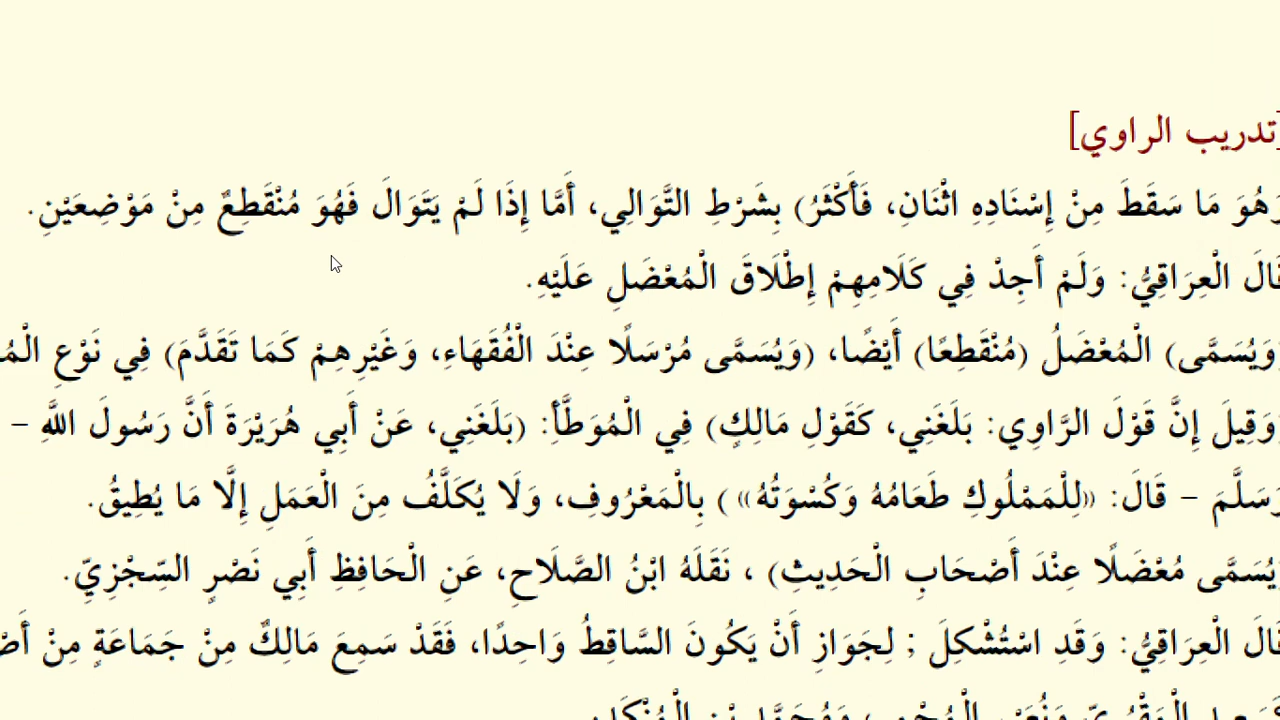 [تدريب الراوي]
وَهُوَ مَا سَقَطَ مِنْ إِسْنَادِهِ اثْنَانِ، فَأَكْثَرُ) بِشَرْطِ التَّوَالِي، أَمَّا إِذَا لَمْ يَتَوَالَ فَهُوَ مُنْقَطِعٌ مِنْ مَوْضِعَيْنِ.
قَالَ الْعِرَاقِيُّ: وَلَمْ أَجِدْ فِي كَلَامِهِمْ إِطْلَاقَ الْمُعْضَلِ عَلَيْهِ.
(وَيُسَمَّى) الْمُعْضَلُ (مُنْقَطِعًا) أَيْضًا، (وَيُسَمَّى مُرْسَلًا عِنْدَ الْفُقَهَاءِ، وَغَيْرِهِمْ كَمَا تَقَدَّمَ) فِي نَوْعِ
(وَقِيلَ إِنَّ قَوْلَ الرَّاوِي: بَلَغَنِي، كَقَوْلِ مَالِكٍ) فِي الْمُوَطَّأِ: (بَلَغَنِي، عَنْ أَبِي هُرَيْرَةَ أَنَّ رَسُولَ اللَّهِ -
وَسَلَّمَ - قَالَ: «لِلْمَمْلُوكِ طَعَامُهُ وَكُسْوَتُهُ» ) بِالْمَعْرُوفِ، وَلَا يُكَلَّفُ مِنَ الْعَمَلِ إِلَّا مَا يُطِيقُ.
يُسَمَّى مُعْضَلًا عِنْدَ أَصْحَابِ الْحَدِيثِ) ، نَقَلَهُ ابْنُ الصَّلَاحِ، عَنِ الْحَافِظِ أَبِي نَصْرٍ السِّجْزِيِّ.
قَالَ الْعِرَاقِيُّ: وَقَدِ اسْتُشْكِلَ ; لِجَوَازِ أَنْ يَكُونَ السَّاقِطُ وَاحِدًا، فَقَدْ سَمِعَ مَالِكٌ مِنْ جَمَاعَةٍ مِنْ